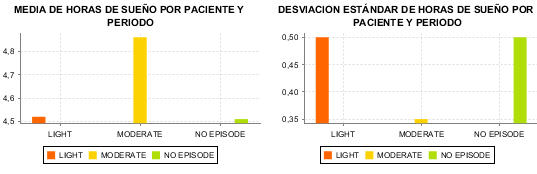 MEDIA DE HORAS DE SUEÑO POR PACIENTE Y
PERIODO
4,8
4,7
4,6
4,5
LIGHT MODERATE NO EPISODE
LIGHT MODERATE NO EPISODE
DESVIACION ESTÁNDAR DE HORAS DE SUEÑO POR
PACIENTE Y PERIODO
0,50
0,45
0,40
0,35
LIGHT MODERATE NO EPISODE
LIGHT MODERATE NO EPISODE